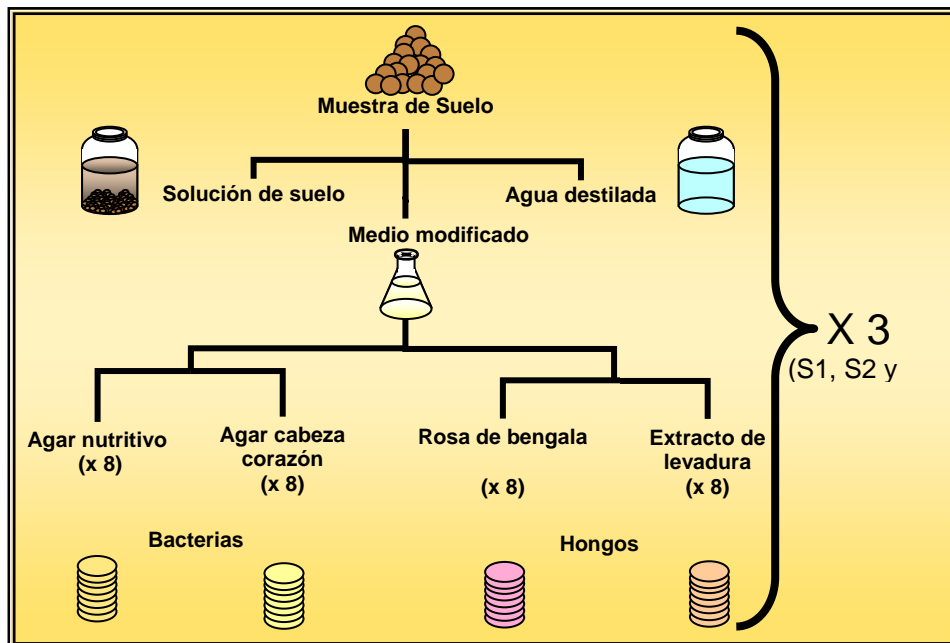 Muestra de Suelo
Solución de suelo
Agua destilada
Medio modificado
X 3
(S1, S2 y
Agar nutritivo
(x 8)
Agar cabeza
corazón
(x 8)
Rosa de bengala
(x 8)
Extracto de
levadura
(x 8)
Bacterias
Hongos